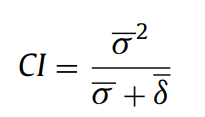 CI = σ̅² / (σ̅ + δ̅)